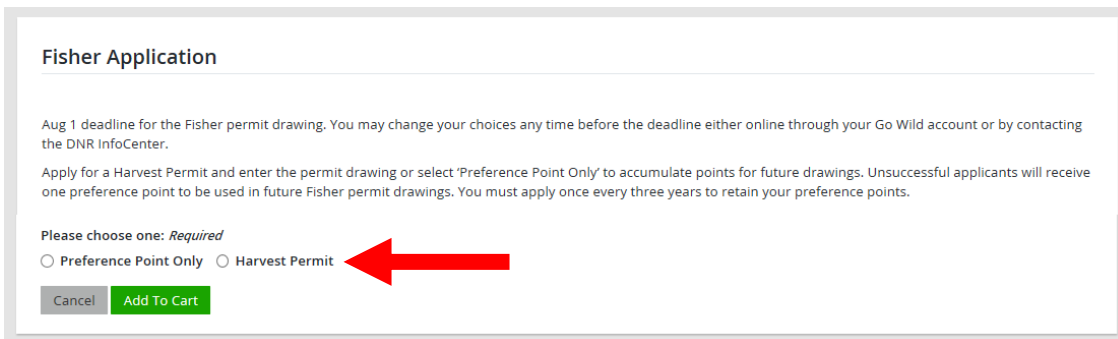 Fisher Application
Aug 1 deadline for the Fisher permit drawing. You may change your choices any time before the deadline either online through your Go Wild account or by contacting
the DNR InfoCenter.
Apply for a Harvest Permit and enter the permit drawing or select ‘Preference Point Only’ to accumulate points for future drawings. Unsuccessful applicants will receive
one preference point to be used in future Fisher permit drawings. You must apply once every three years to retain your preference points.
Please choose one: Required
Preference Point Only Harvest Permit
Cancel Add To Cart